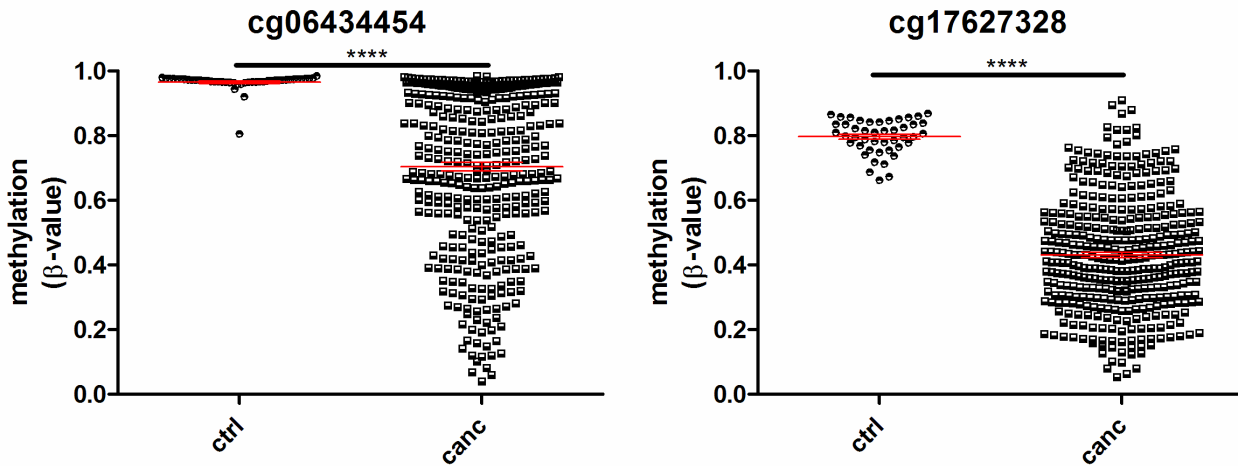 cg06434454
****
methylation
(β-value)
1.0
0.8
0.6
0.4
0.2
0.0
ctrl
canc
cg17627328
****
methylation
(β-value)
1.0
0.8
0.6
0.4
0.2
0.0
ctrl
canc